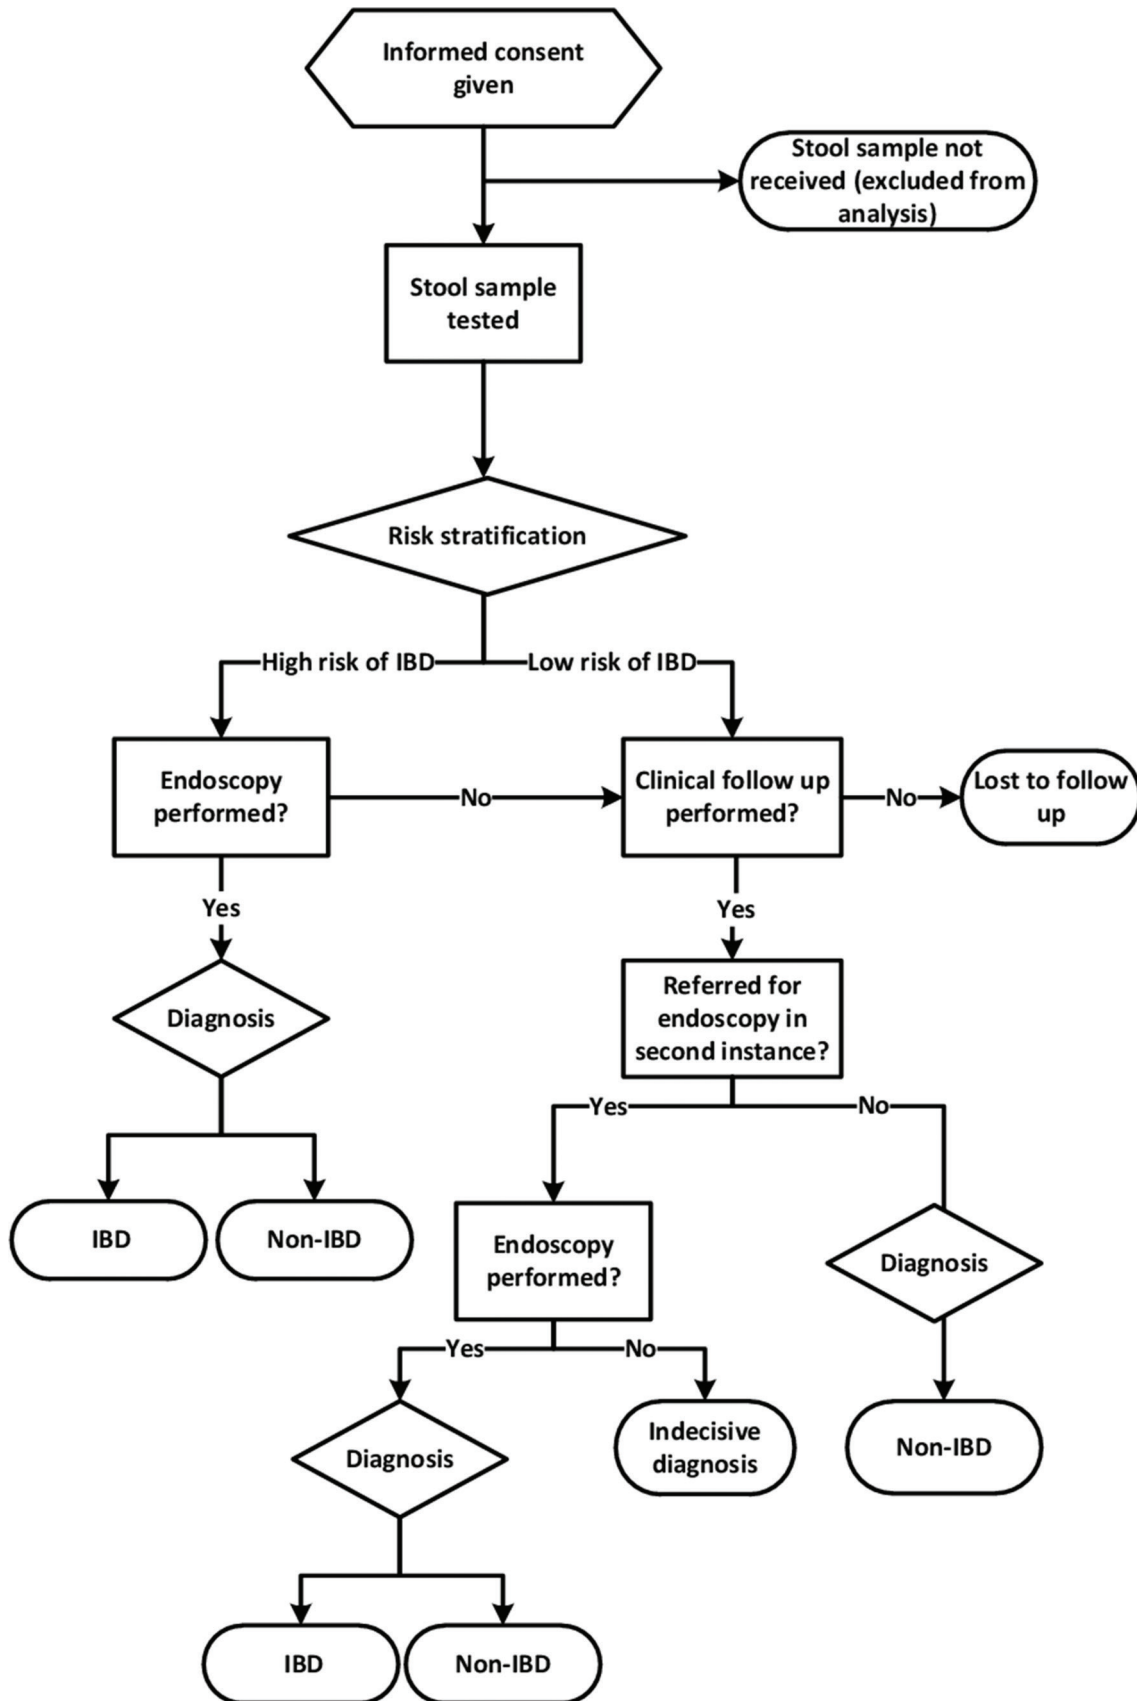 Informed consent
given
Stool sample not
received (excluded from
analysis)
Stool sample
tested
Risk stratification
High risk of IBD
Low risk of IBD
Endoscopy
performed?
No
Clinical follow up
performed?
No
Lost to follow
up
Yes
Yes
Diagnosis
Referred for
endoscopy in
second instance?
Yes
No
IBD
Non-IBD
Endoscopy
performed?
Diagnosis
Yes
No
Diagnosis
Indecisive
diagnosis
Non-IBD
IBD
Non-IBD